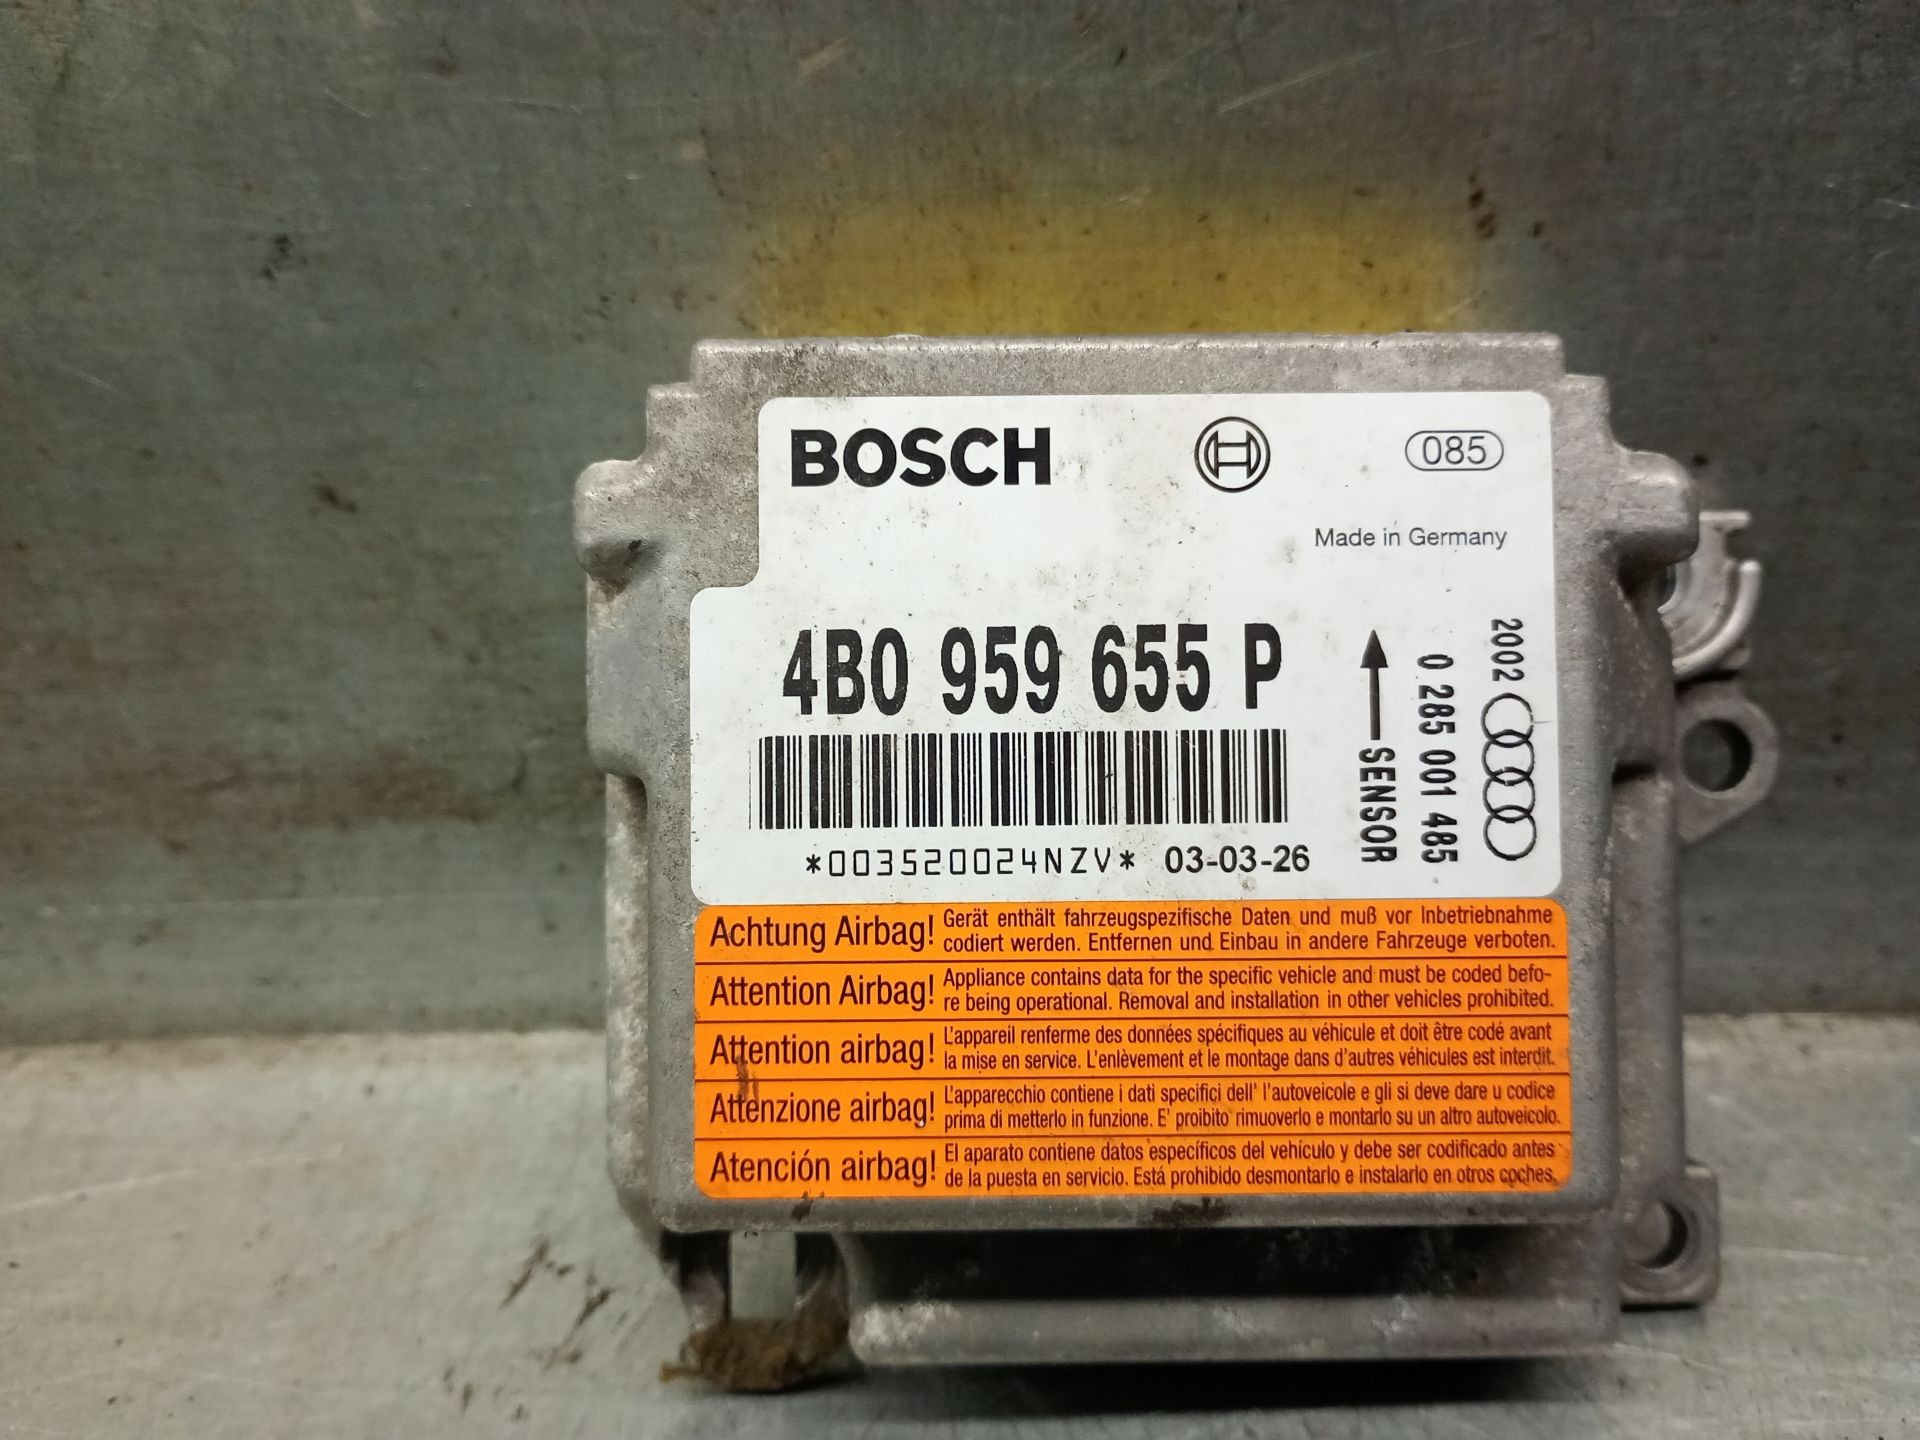 BOSCH
085
Made in Germany
4B0 959 655 P
SENSOR
0 285 001 485
2002
*003520024NZV* 03-03-26
Achtung Airbag! Gerät enthält fahrzeugspezifische Daten und muß vor Inbetriebnahme
codiert werden. Entfernen und Einbau in andere Fahrzeuge verboten.
Attention Airbag! Appliance contains data for the specific vehicle and must be coded befo-
re being operational. Removal and installation in other vehicles prohibited.
Attention airbag! L'appareil renferme des données spécifiques au véhicule et doit être codé avant
la mise en service. L'enlèvement et le montage dans d'autres véhicules est interdit.
Attenzione airbag! L'apparecchio contiene i dati specifici dell' l'autoveicole e gli si deve dare u codice
prima di metterlo in funzione. E' proibito rimuoverlo e montarlo su un altro autoveicolo.
Atención airbag! El aparato contiene datos específicos del vehículo y debe ser codificado antes
de la puesta en servicio. Está prohibido desmontarlo e instalarlo en otros coches.